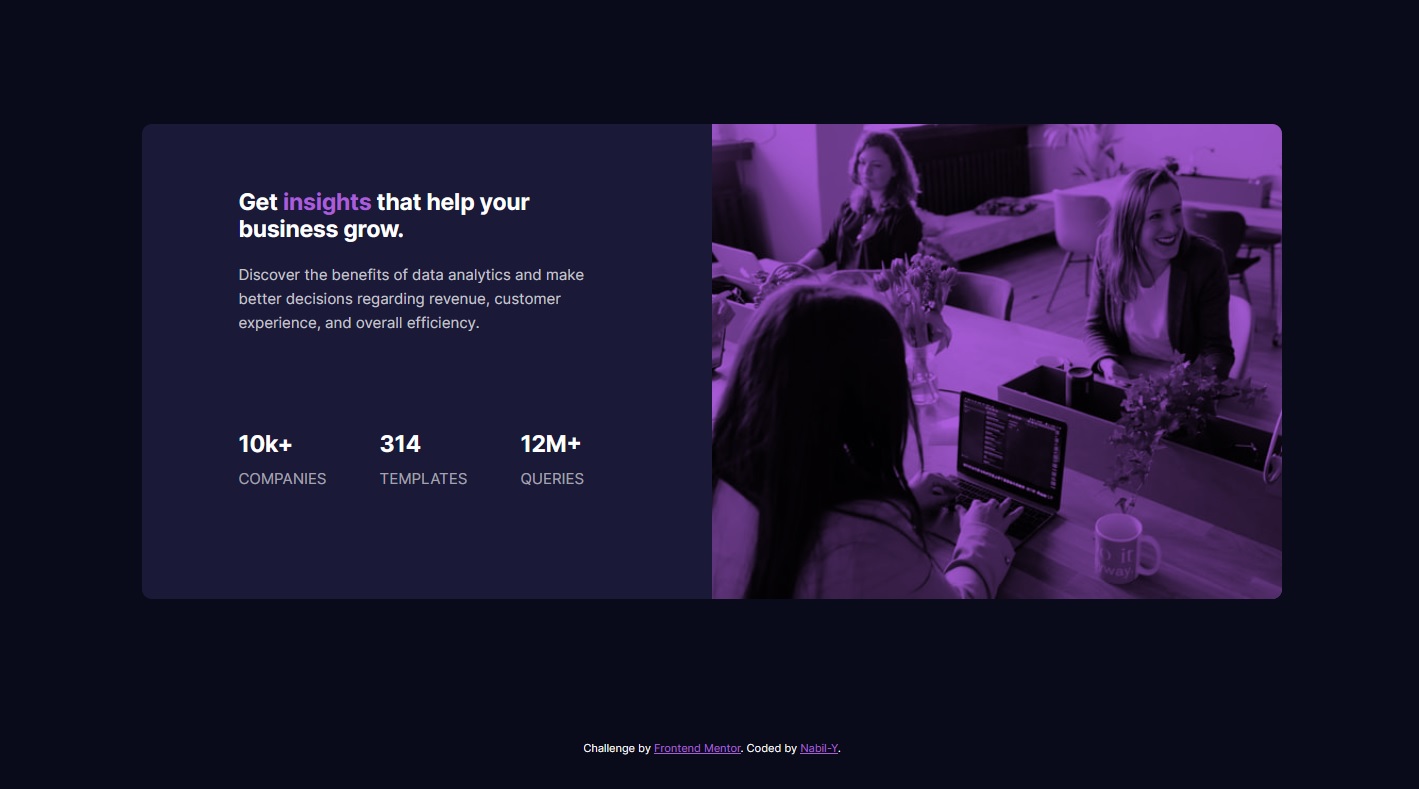 Get insights that help your
business grow.
Discover the benefits of data analytics and make
better decisions regarding revenue, customer
experience, and overall efficiency.
10k+ 314 12M+
COMPANIES TEMPLATES QUERIES
Challenge by Frontend Mentor. Coded by Nabil-Y.